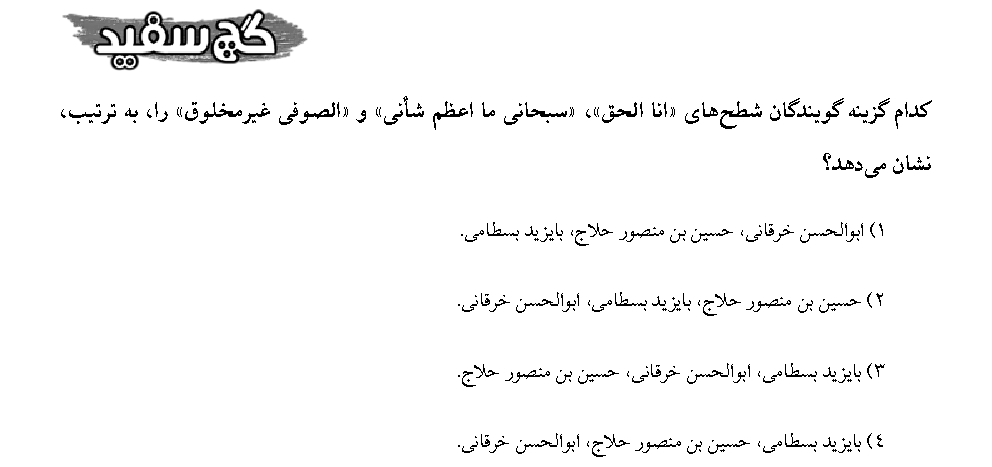 گچ سفید
کدام گزینه گویندگان شطح‌های «انا الحق»، «سبحانی ما اعظم شأنی» و «الصوفی غیرمخلوق» را، به ترتیب،
نشان می‌دهد؟
۱) ابوالحسن خرقانی، حسین بن منصور حلاج، بایزید بسطامی.
۲) حسین بن منصور حلاج، بایزید بسطامی، ابوالحسن خرقانی.
۳) بایزید بسطامی، ابوالحسن خرقانی، حسین بن منصور حلاج.
٤) بایزید بسطامی، حسین بن منصور حلاج، ابوالحسن خرقانی.